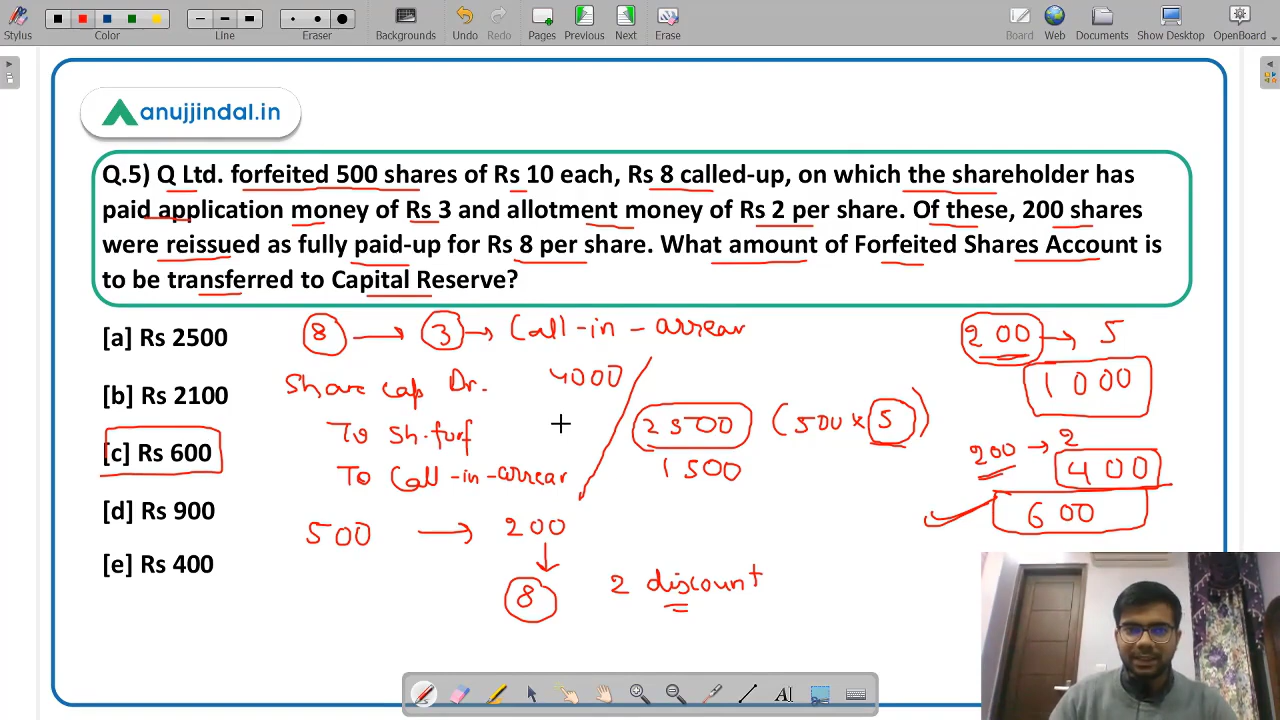 Stylus Color Line Eraser Backgrounds Undo Redo Pages Previous Next Erase Board Web Documents Show Desktop OpenBoard
anujjindal.in
Q.5) Q Ltd. forfeited 500 shares of Rs 10 each, Rs 8 called-up, on which the shareholder has
paid application money of Rs 3 and allotment money of Rs 2 per share. Of these, 200 shares
were reissued as fully paid-up for Rs 8 per share. What amount of Forfeited Shares Account is
to be transferred to Capital Reserve?
[a] Rs 2500
[b] Rs 2100
[c] Rs 600
[d] Rs 900
[e] Rs 400
8 → 3 → Call-in-arrear
Share cap Dr. 4000
To Sh.forf 2500 (500 × 5)
To Call-in-arrear 1500
500 → 200
8 2 discount
200 → 5
1000
200 → 2
400
600